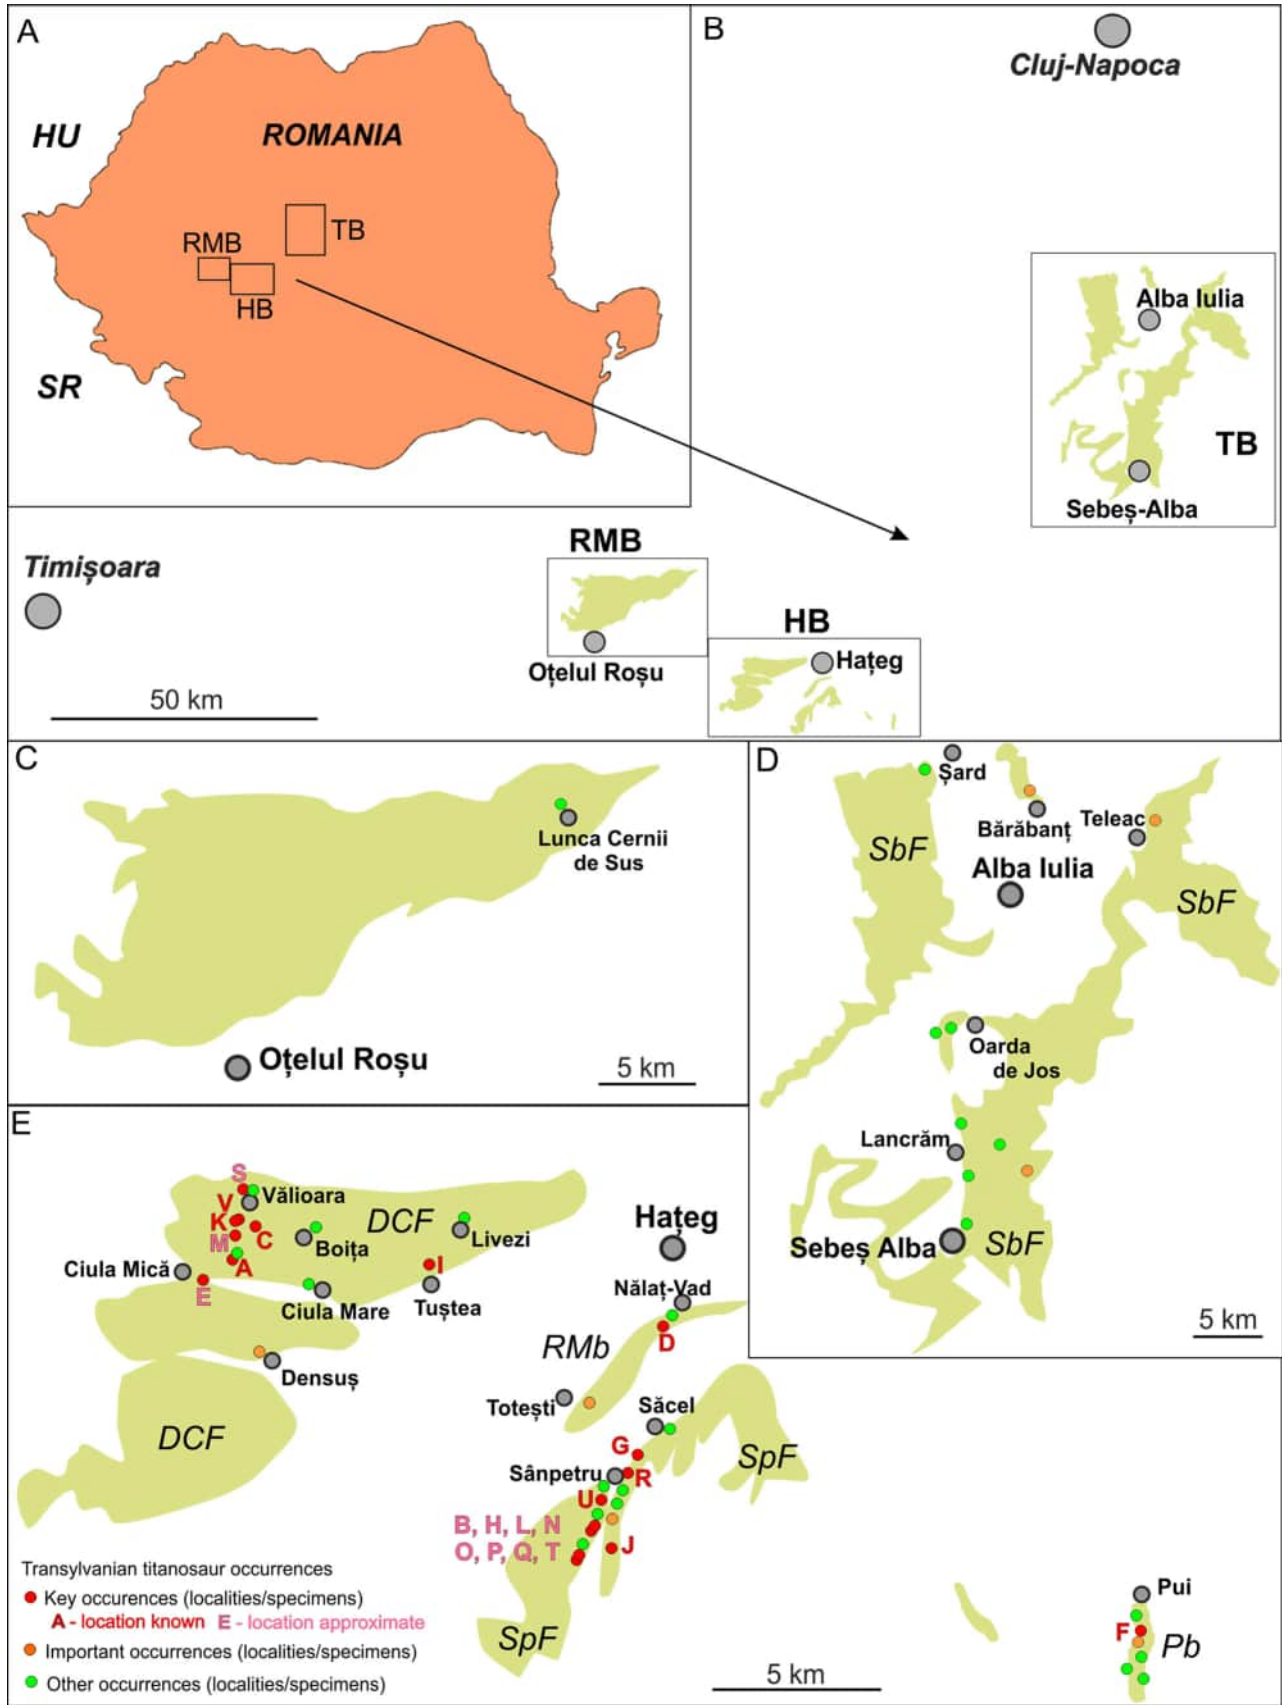 A
HU
ROMANIA
TB
RMB
HB
SR
B
Cluj-Napoca
Alba Iulia
TB
Sebeș-Alba
Timișoara
RMB
Oțelul Roșu
HB
Hațeg
50 km
C
Lunca Cernii
de Sus
Oțelul Roșu
5 km
D
Șard
Bărăbanț
Teleac
SbF
Alba Iulia
SbF
Oarda
de Jos
Lancrăm
Sebeș Alba
SbF
5 km
E
S
Vălioara
V
K
C
M
A
Boița
DCF
Livezi
Ciula Mică
E
Ciula Mare
I
Tuștea
Hațeg
Nălaț-Vad
D
RMb
Densuș
DCF
Totești
Săcel
G
SpF
Sânpetru
R
U
B, H, L, N
O, P, Q, T
J
SpF
Pui
F
Pb
5 km
Transylvanian titanosaur occurrences
Key occurences (localities/specimens)
A - location known E - location approximate
Important occurrences (localities/specimens)
Other occurrences (localities/specimens)